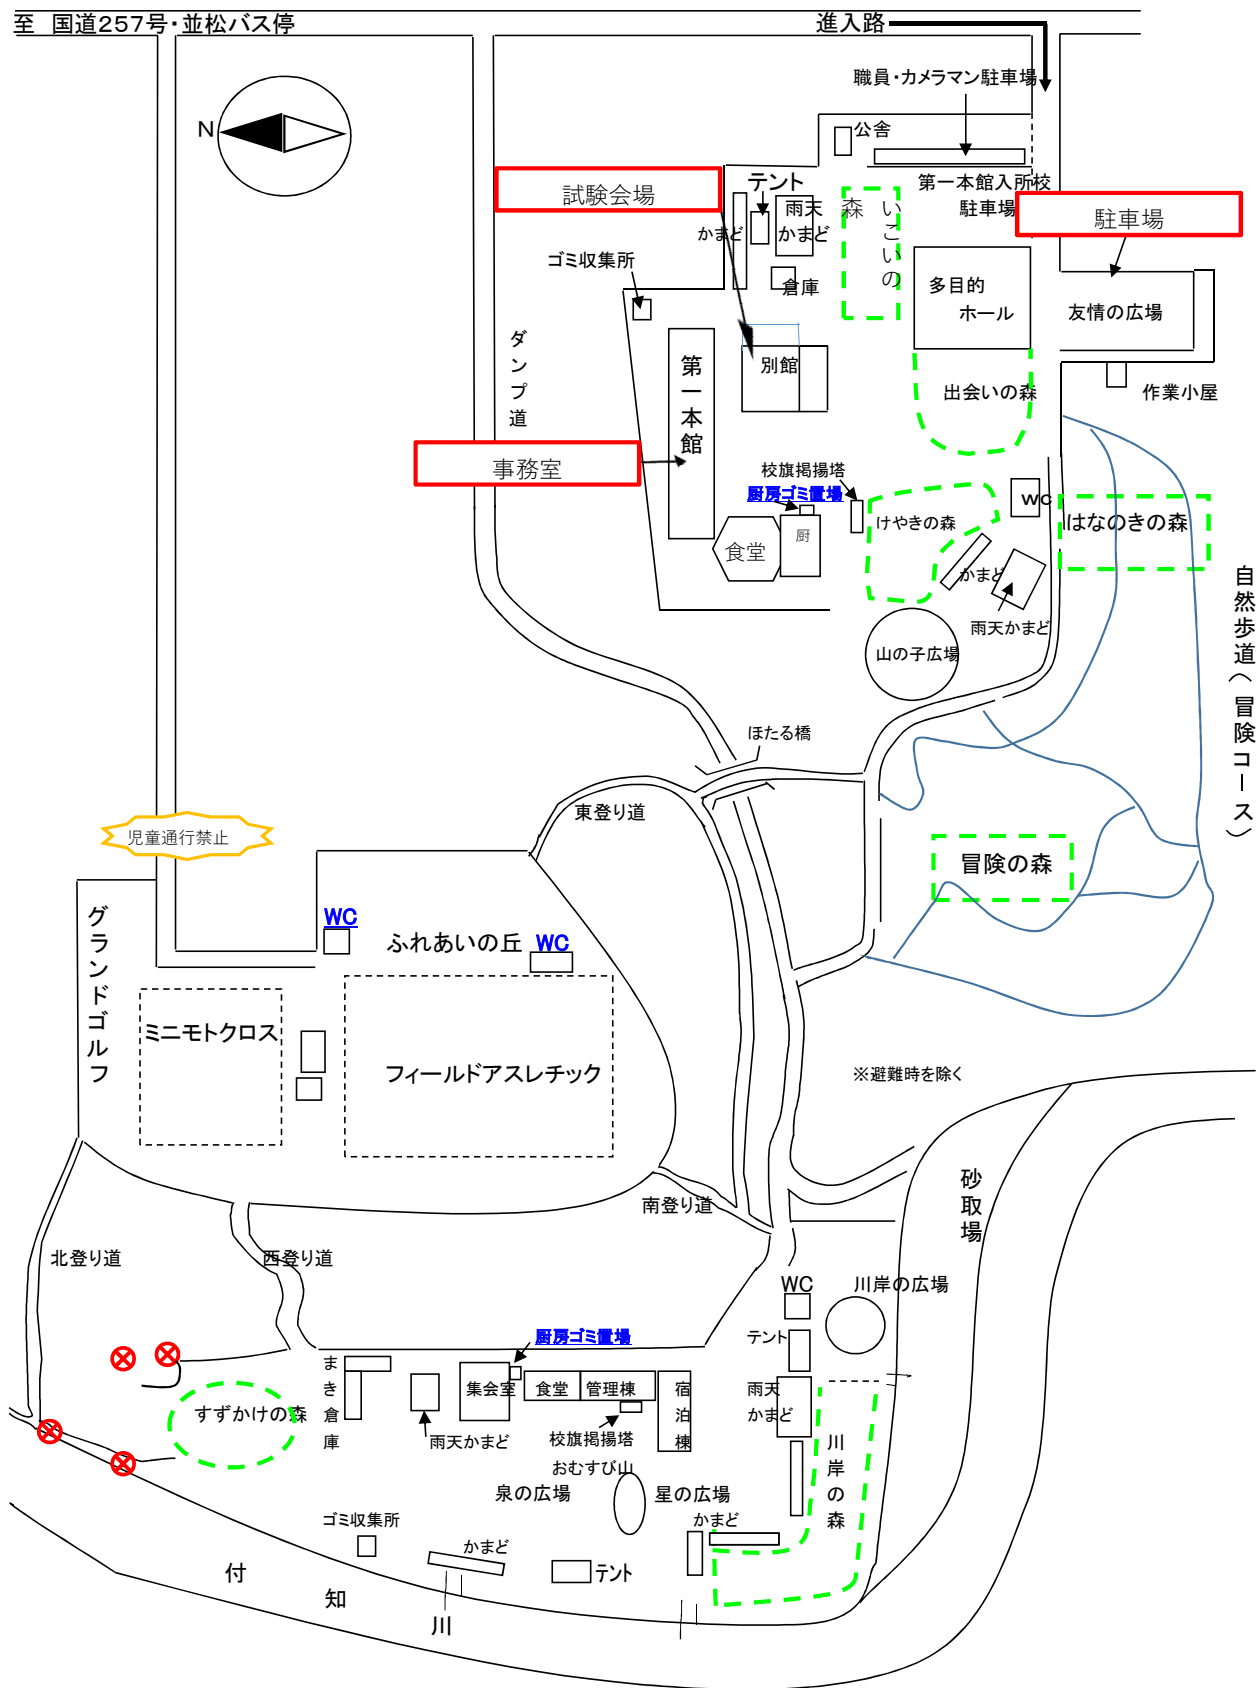 至 国道257号・並松バス停
進入路
職員・カメラマン駐車場
N
公舎
試験会場
テント
第一本館入所校
駐車場
雨天
かまど
いこいの
森
駐車場
かまど
ゴミ収集所
倉庫
多目的
ホール
友情の広場
ダンプ道
第一本館
別館
出会いの森
作業小屋
事務室
校旗掲揚塔
厨房ゴミ置場
けやきの森
WC
はなのきの森
食堂
厨
かまど
雨天かまど
自然歩道(冒険コース)
山の子広場
ほたる橋
東登り道
児童通行禁止
冒険の森
グランドゴルフ
WC
ふれあいの丘
WC
ミニモトクロス
フィールドアスレチック
※避難時を除く
砂取場
南登り道
北登り道
西登り道
WC
川岸の広場
厨房ゴミ置場
テント
まき倉庫
集会室
食堂
管理棟
宿泊棟
雨天
かまど
すずかけの森
雨天かまど
校旗掲揚塔
おむすび山
川岸の森
泉の広場
星の広場
ゴミ収集所
かまど
かまど
テント
付知川